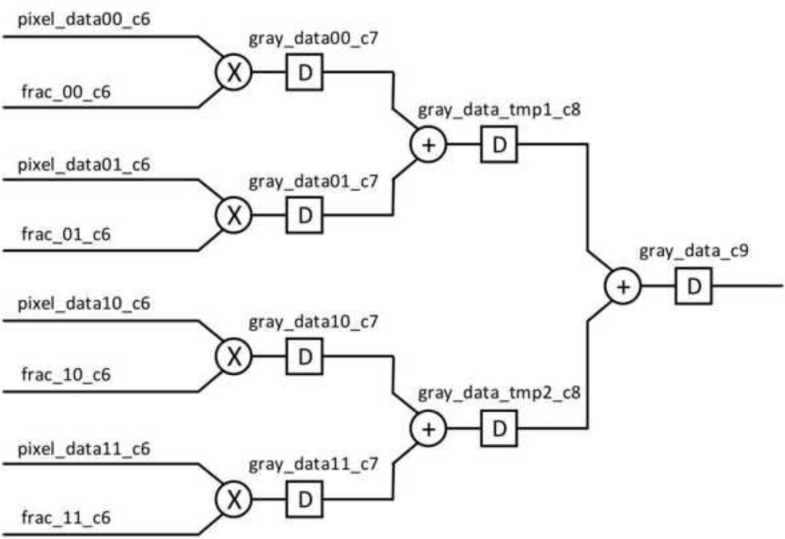 pixel_data00_c6
gray_data00_c7
X
D
frac_00_c6
gray_data_tmp1_c8
+
D
pixel_data01_c6
gray_data01_c7
X
D
frac_01_c6
gray_data_c9
+
D
pixel_data10_c6
gray_data10_c7
X
D
frac_10_c6
gray_data_tmp2_c8
+
D
pixel_data11_c6
gray_data11_c7
X
D
frac_11_c6